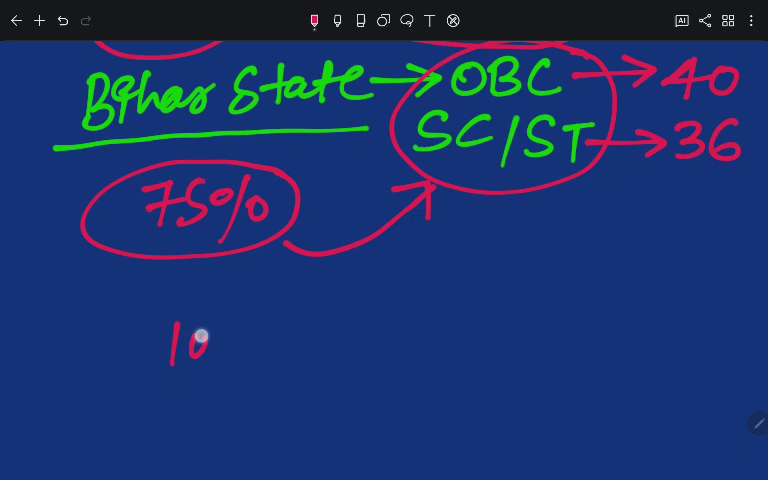 Bihar State → OBC → 40
SC/ST → 36
75%
10